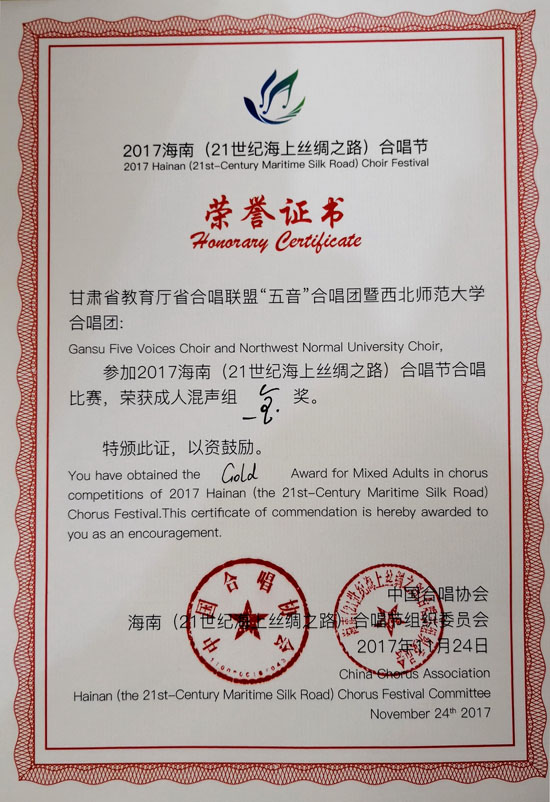 2017海南（21世纪海上丝绸之路）合唱节
2017 Hainan (21st-Century Maritime Silk Road) Choir Festival
荣誉证书
Honorary Certificate
甘肃省教育厅省合唱联盟“五音”合唱团暨西北师范大学
合唱团：
Gansu Five Voices Choir and Northwest Normal University Choir,
参加2017海南（21世纪海上丝绸之路）合唱节合唱
比赛，荣获成人混声组 金 奖。
特颁此证，以资鼓励。
You have obtained the Gold Award for Mixed Adults in chorus
competitions of 2017 Hainan (the 21st-Century Maritime Silk Road)
Chorus Festival.This certificate of commendation is hereby awarded to
you as an encouragement.
中国合唱协会
中国合唱协会
海南（21世纪海上丝绸之路）合唱节组织委员会
2017年11月24日
China Chorus Association
Hainan (the 21st-Century Maritime Silk Road) Chorus Festival Committee
November 24th 2017